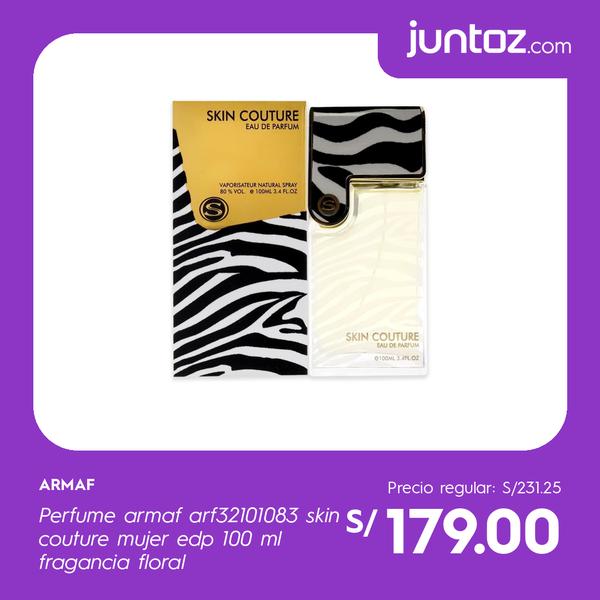 juntoz.com
SKIN COUTURE
EAU DE PARFUM
VAPORISATEUR NATURAL SPRAY
80 % VOL. ℮ 100ML 3.4 FL.OZ
S
S
SKIN COUTURE
EAU DE PARFUM
℮100ML 3.4FL.OZ
ARMAF
Perfume armaf arf32101083 skin
couture mujer edp 100 ml
fragancia floral
Precio regular: S/231.25
S/179.00